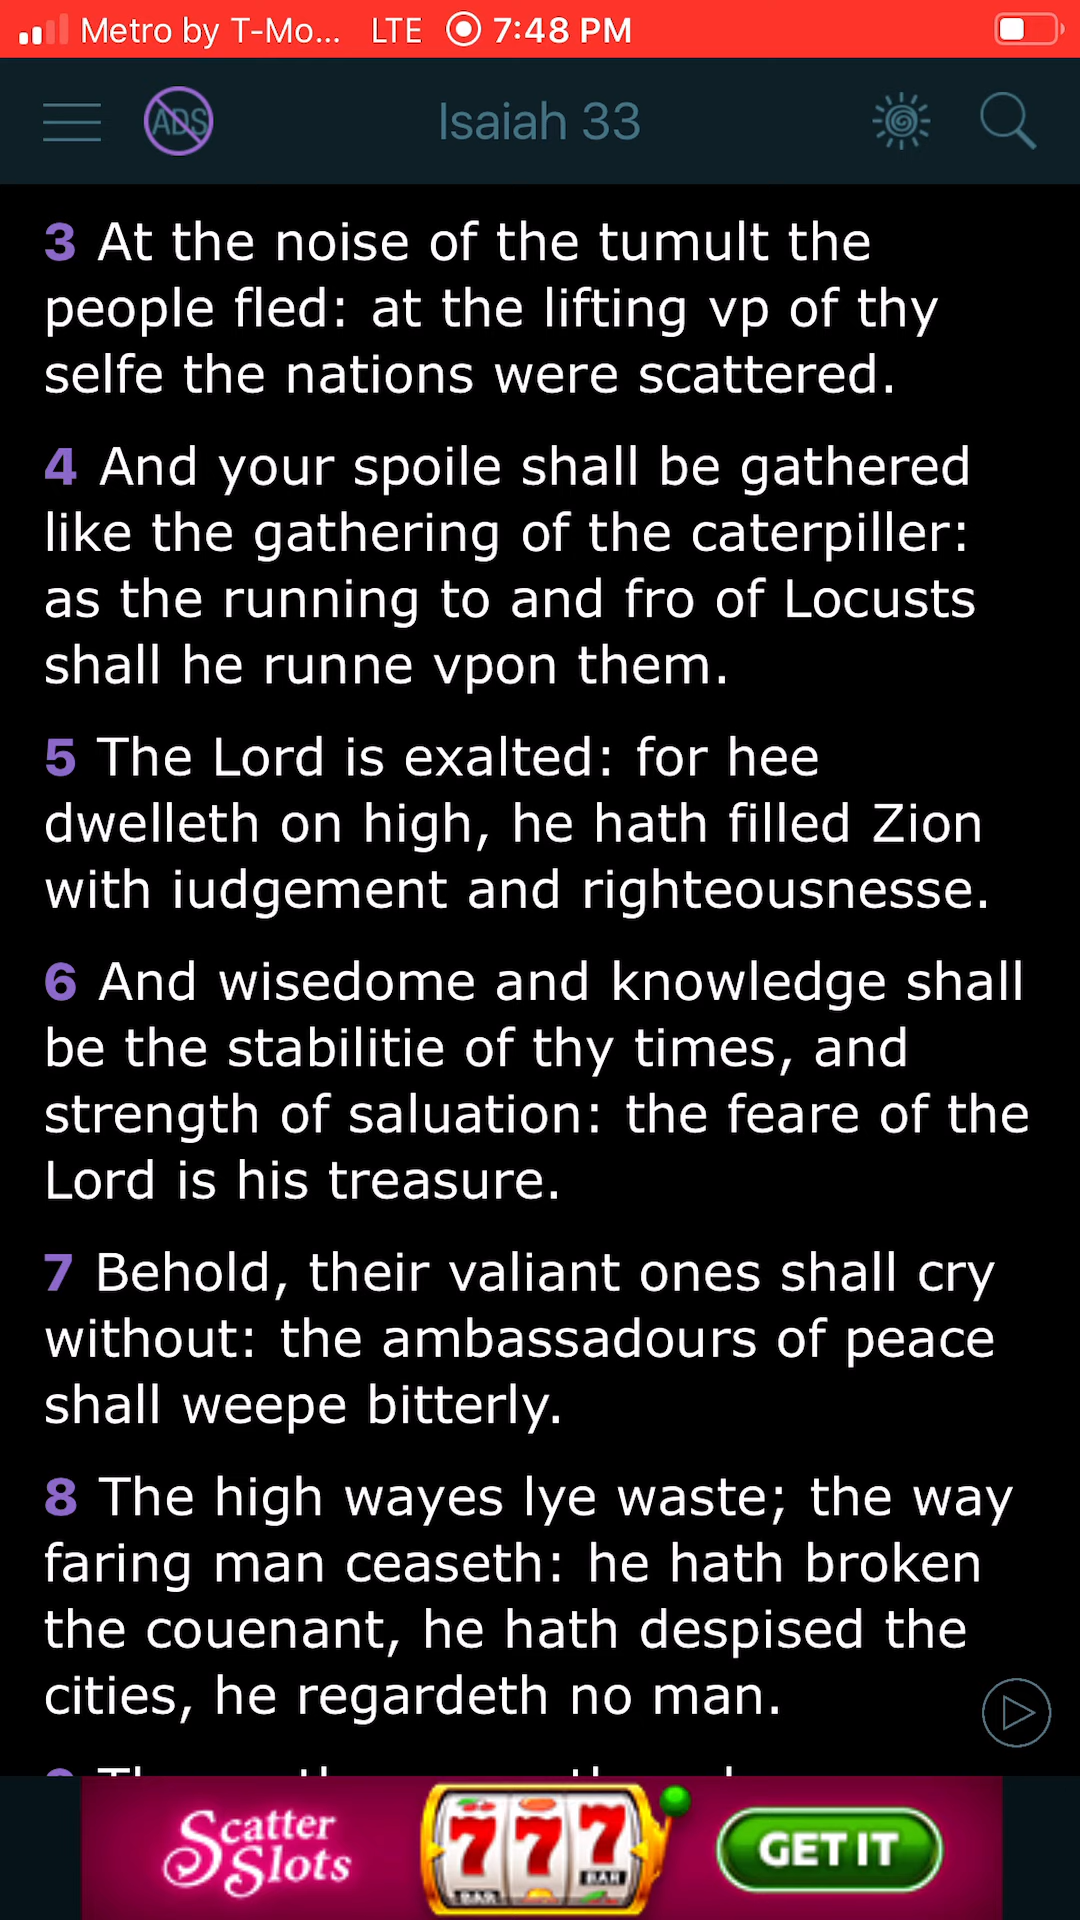 Metro by T-Mo... LTE 7:48 PM
ADS Isaiah 33
3 At the noise of the tumult the
people fled: at the lifting vp of thy
selfe the nations were scattered.
4 And your spoile shall be gathered
like the gathering of the caterpiller:
as the running to and fro of Locusts
shall he runne vpon them.
5 The Lord is exalted: for hee
dwelleth on high, he hath filled Zion
with iudgement and righteousnesse.
6 And wisedome and knowledge shall
be the stabilitie of thy times, and
strength of saluation: the feare of the
Lord is his treasure.
7 Behold, their valiant ones shall cry
without: the ambassadours of peace
shall weepe bitterly.
8 The high wayes lye waste; the way
faring man ceaseth: he hath broken
the couenant, he hath despised the
cities, he regardeth no man.
Scatter
Slots
7 7 7
BAR BAR
GET IT